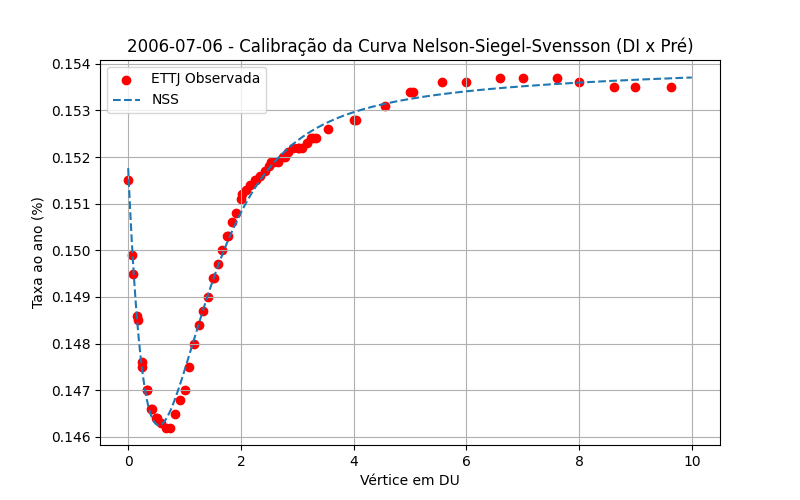 2006-07-06 - Calibração da Curva Nelson-Siegel-Svensson (DI x Pré)
ETTJ Observada
NSS
Taxa ao ano (%)
0.154
0.153
0.152
0.151
0.150
0.149
0.148
0.147
0.146
0 2 4 6 8 10
Vértice em DU